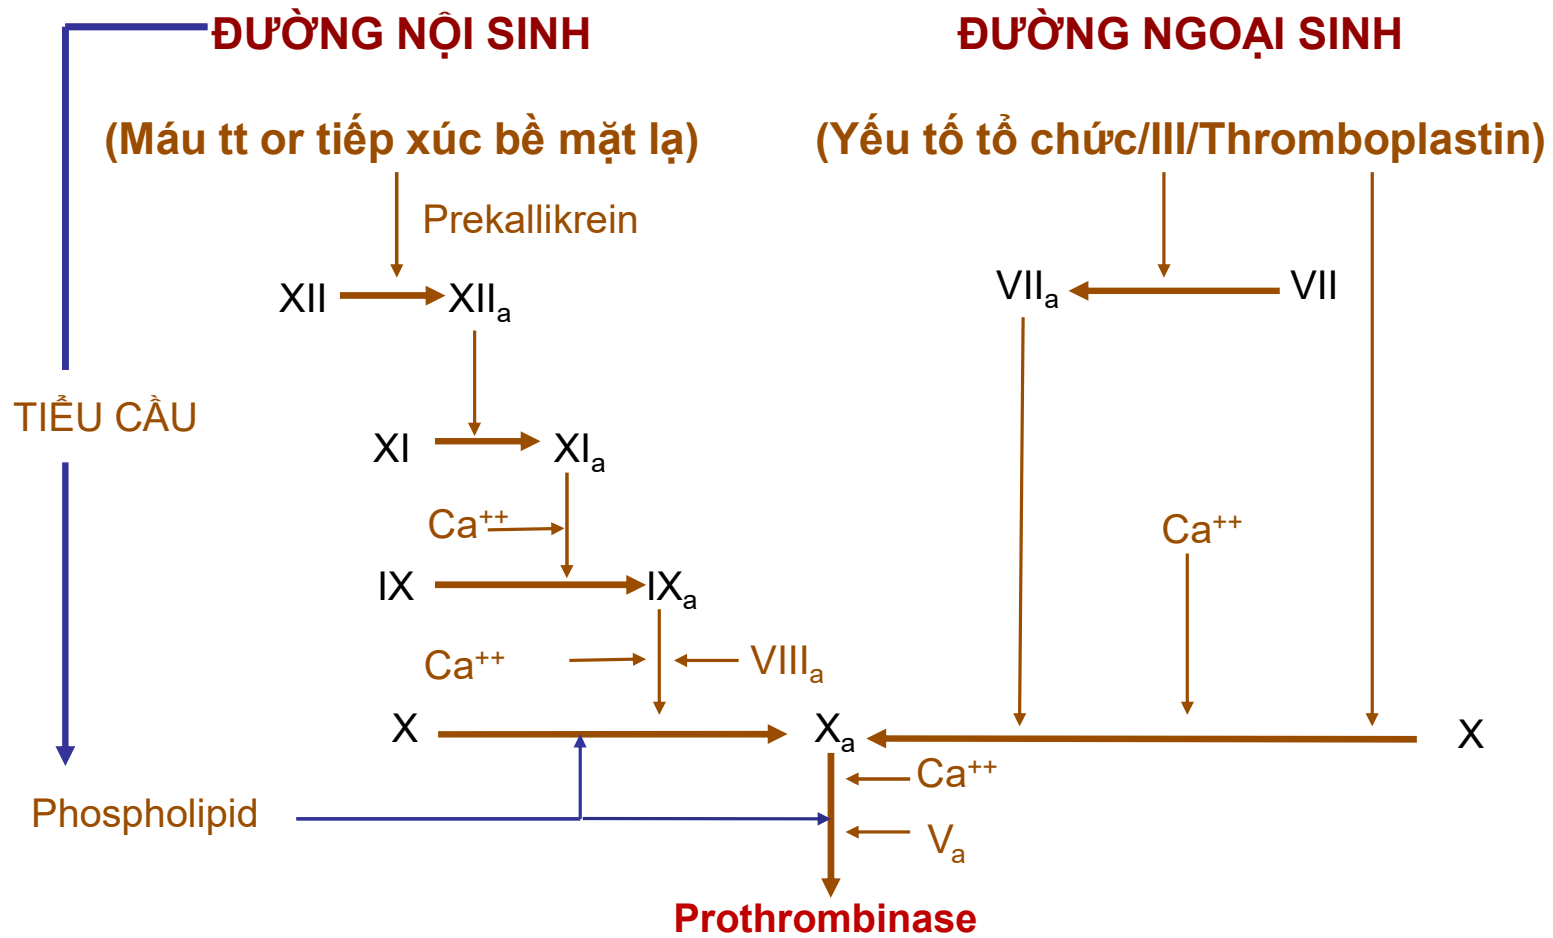 ĐƯỜNG NỘI SINH
ĐƯỜNG NGOẠI SINH
(Máu tt or tiếp xúc bề mặt lạ)
(Yếu tố tổ chức/III/Thromboplastin)
Prekallikrein
XII
XIIa
VIIa
VII
TIỂU CẦU
XI
XIa
Ca++
Ca++
IX
IXa
Ca++
VIIIa
X
Xa
X
Ca++
Phospholipid
Va
Prothrombinase